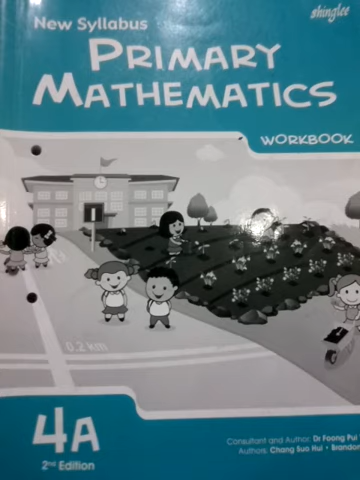 shinglee
New Syllabus
PRIMARY
MATHEMATICS
WORKBOOK
0.2 km
4A
2nd Edition
Consultant and Author: Dr Foong Pui
Authors: Chang Suo Hui • Brandon